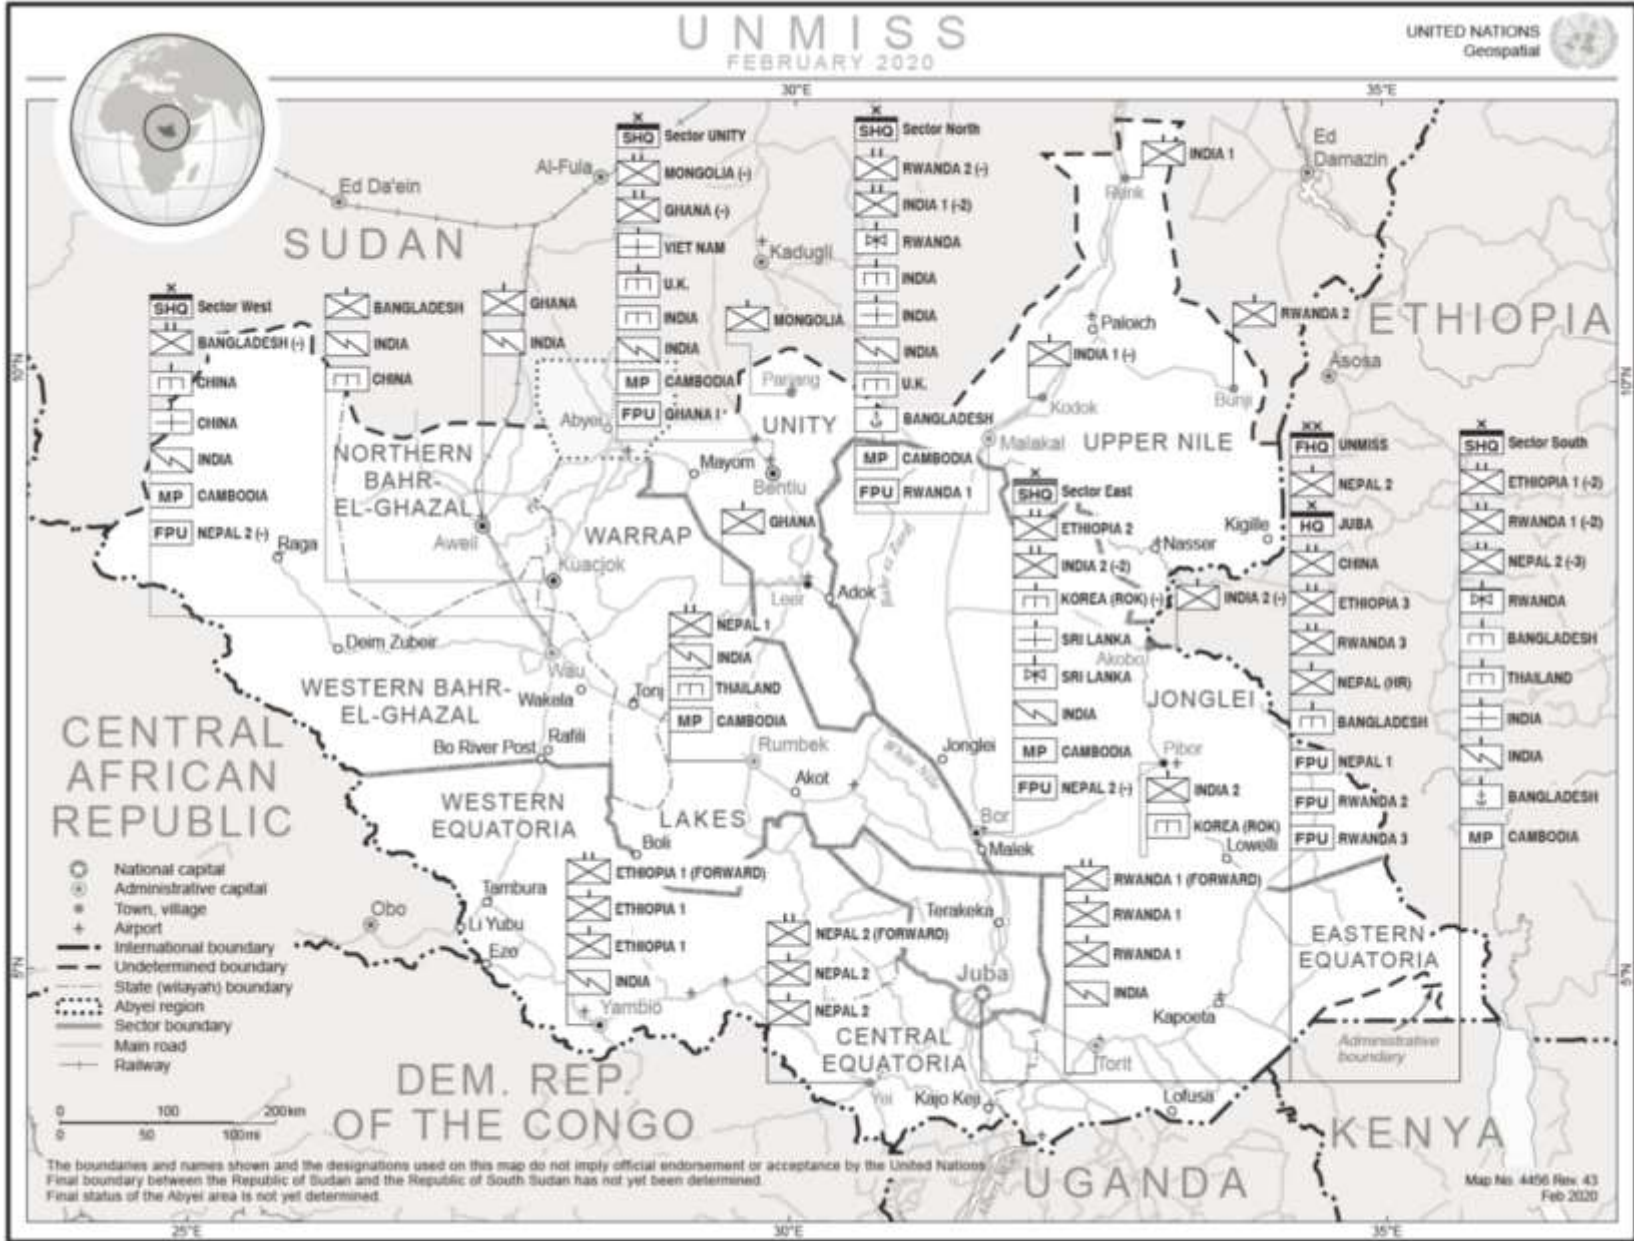 UNMISS
FEBRUARY 2020
UNITED NATIONS
Geospatial
30°E
35°E
SHQ Sector UNITY
MONGOLIA (-)
GHANA (-)
VIET NAM
U.K.
INDIA
INDIA
MP CAMBODIA
FPU GHANA 1
SHQ Sector North
RWANDA 2 (-)
INDIA 1 (-2)
RWANDA
INDIA
INDIA
INDIA
U.K.
BANGLADESH
MP CAMBODIA
FPU RWANDA 1
INDIA 1
Renk
Ed
Damazin
Al-Fula
Ed Da'ein
SUDAN
Kadugli
SHQ Sector West
BANGLADESH (-)
CHINA
CHINA
INDIA
MP CAMBODIA
FPU NEPAL 2 (-)
BANGLADESH
INDIA
CHINA
GHANA
INDIA
MONGOLIA
Paloich
RWANDA 2
ETHIOPIA
INDIA 1 (-)
Asosa
10°N
10°N
Pariang
Abyei
UNITY
Kodok
Bunj
Malakal
UPPER NILE
NORTHERN
BAHR-
EL-GHAZAL
Mayom
Bentiu
FHQ UNMISS
NEPAL 2
HQ JUBA
CHINA
ETHIOPIA 3
RWANDA 3
NEPAL (HR)
BANGLADESH
FPU NEPAL 1
FPU RWANDA 2
FPU RWANDA 3
SHQ Sector South
ETHIOPIA 1 (-2)
RWANDA 1 (-2)
NEPAL 2 (-3)
RWANDA
BANGLADESH
THAILAND
INDIA
INDIA
BANGLADESH
MP CAMBODIA
SHQ Sector East
ETHIOPIA 2
INDIA 2 (-2)
KOREA (ROK) (-)
SRI LANKA
SRI LANKA
INDIA
MP CAMBODIA
FPU NEPAL 2 (-)
GHANA
Kigille
Nasser
Raga
Aweil
WARRAP
Kuacjok
Leer
Adok
Bahr el Zeraf
INDIA 2 (-)
NEPAL 1
INDIA
THAILAND
MP CAMBODIA
Deim Zubeir
Wau
Akobo
WESTERN BAHR-
EL-GHAZAL
Wakela
Tonj
JONGLEI
CENTRAL
AFRICAN
REPUBLIC
Bo River Post
Rafili
Rumbek
White Nile
Jonglei
Pibor
INDIA 2
KOREA (ROK)
Akot
WESTERN
EQUATORIA
LAKES
Bor
Malek
Lowelli
Boli
National capital
Administrative capital
Town, village
Airport
International boundary
Undetermined boundary
State (wilayah) boundary
Abyei region
Sector boundary
Main road
Railway
ETHIOPIA 1 (FORWARD)
ETHIOPIA 1
ETHIOPIA 1
INDIA
RWANDA 1 (FORWARD)
RWANDA 1
RWANDA 1
INDIA
Tambura
Obo
Li Yubu
Ezo
Terakeka
NEPAL 2 (FORWARD)
NEPAL 2
NEPAL 2
EASTERN
EQUATORIA
Juba
5°N
5°N
Yambio
Kapoeta
CENTRAL
EQUATORIA
Administrative
boundary
Torit
DEM. REP.
OF THE CONGO
Yei
Kajo Keji
Lofusa
KENYA
0 100 200km
0 50 100mi
UGANDA
The boundaries and names shown and the designations used on this map do not imply official endorsement or acceptance by the United Nations.
Final boundary between the Republic of Sudan and the Republic of South Sudan has not yet been determined.
Final status of the Abyei area is not yet determined.
Map No. 4456 Rev. 43
Feb 2020
25°E
30°E
35°E